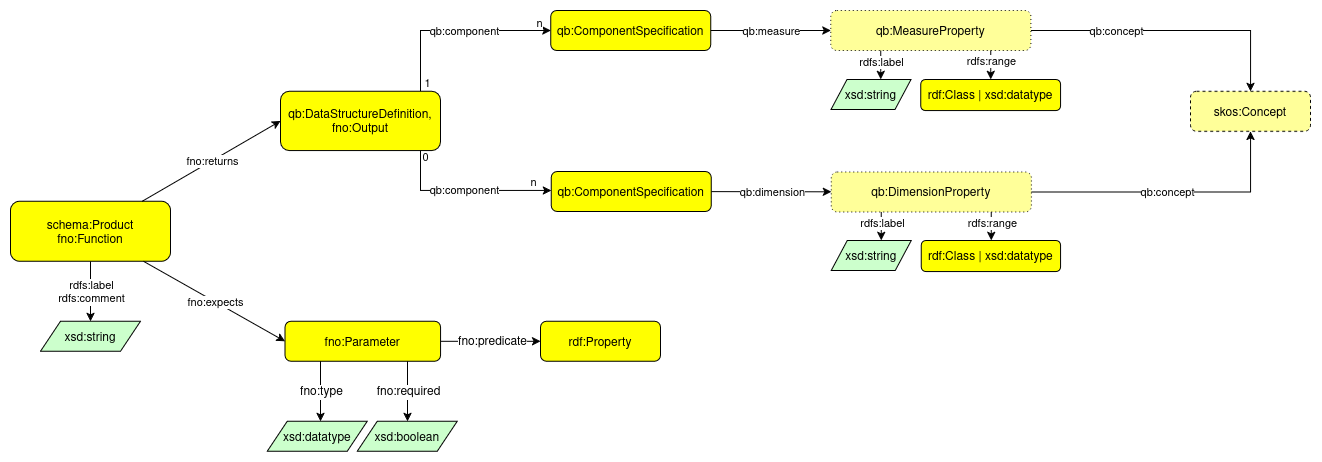 qb:component
n
qb:ComponentSpecification
qb:measure
qb:MeasureProperty
qb:concept
rdfs:label
rdfs:range
xsd:string
rdf:Class | xsd:datatype
1
qb:DataStructureDefinition,
fno:Output
skos:Concept
0
fno:returns
qb:component
n
qb:ComponentSpecification
qb:dimension
qb:DimensionProperty
qb:concept
rdfs:label
rdfs:range
xsd:string
rdf:Class | xsd:datatype
schema:Product
fno:Function
rdfs:label
rdfs:comment
xsd:string
fno:expects
fno:Parameter
fno:predicate
rdf:Property
fno:type
fno:required
xsd:datatype
xsd:boolean